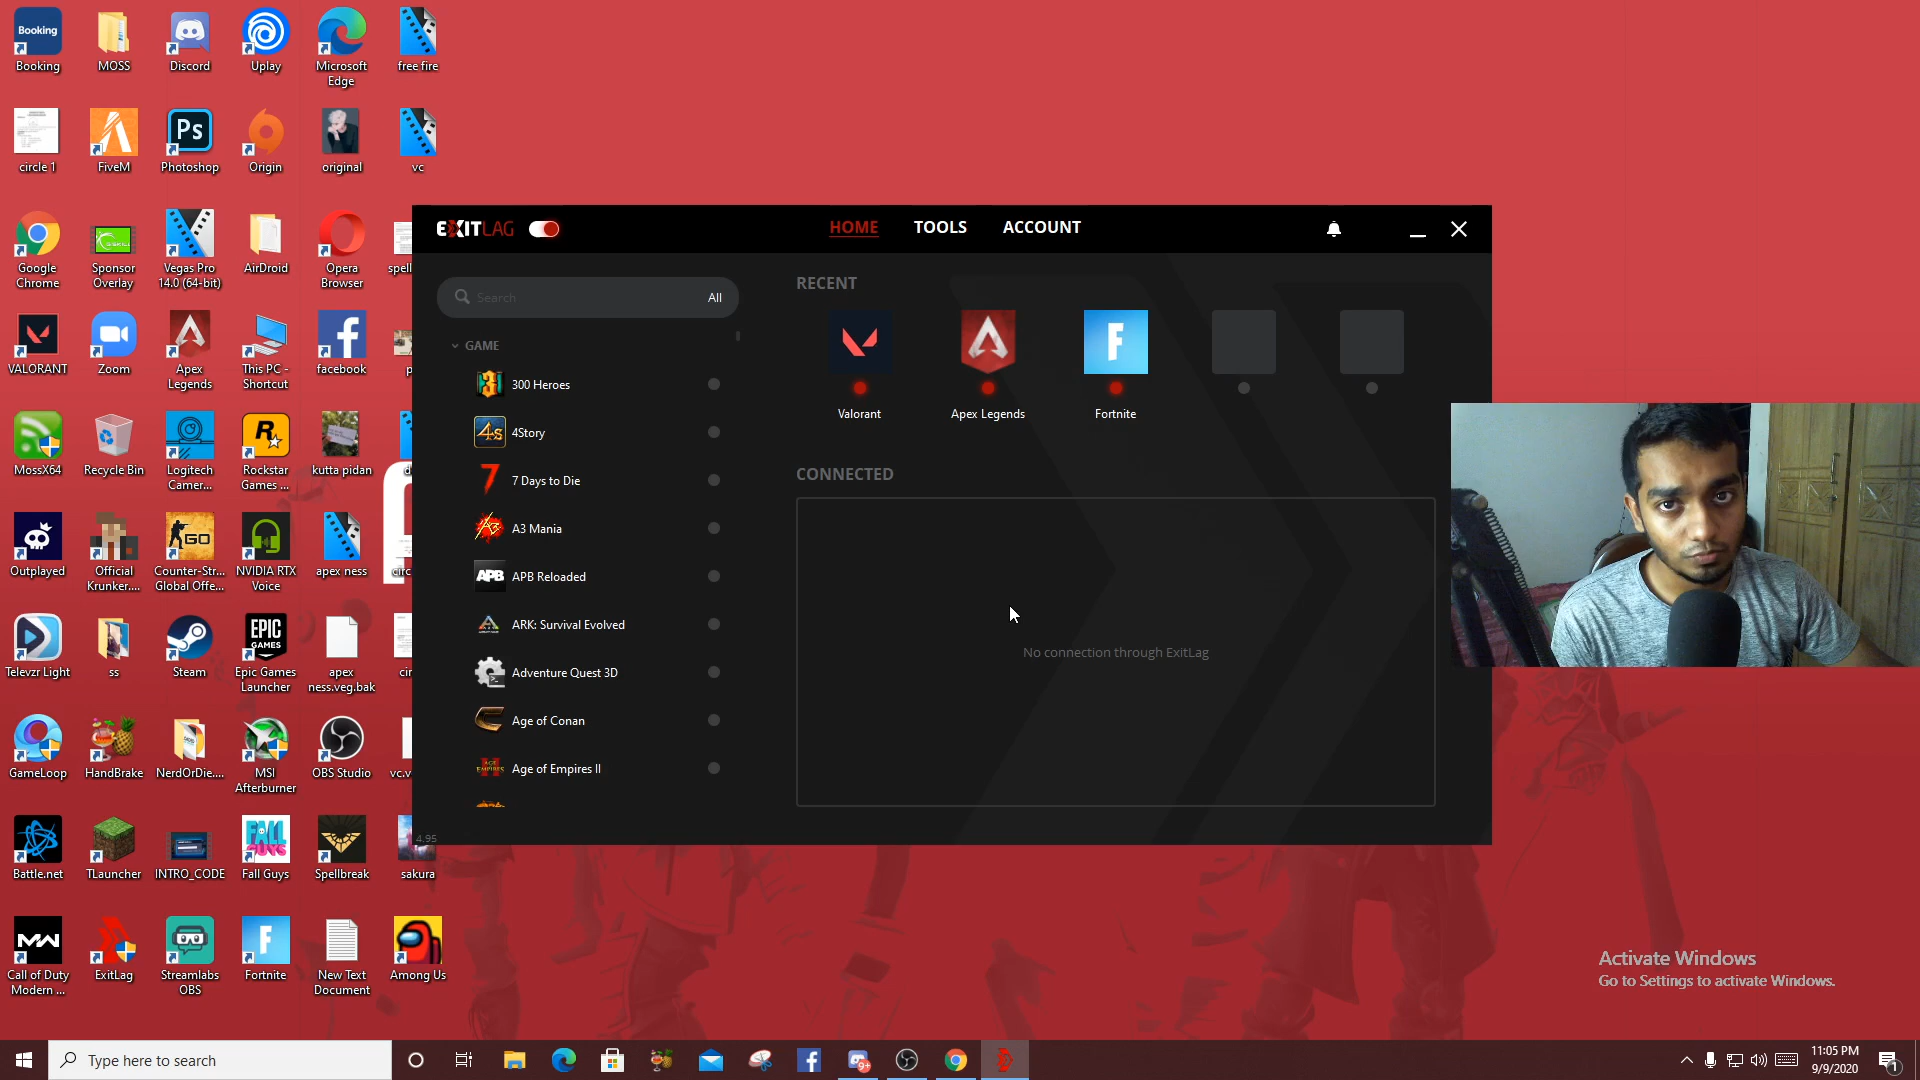 Booking
MOSS
Discord
Uplay
Microsoft
Edge
free fire
circle 1
FiveM
Photoshop
Origin
original
vc
Google
Chrome
Sponsor
Overlay
Vegas Pro
14.0 (64-bit)
AirDroid
Opera
Browser
spell
VALORANT
Zoom
Apex
Legends
This PC -
Shortcut
facebook
MossX64
Recycle Bin
Logitech
Camer...
Rockstar
Games ...
kutta pidan
Outplayed
Official
Krunker....
Counter-Str...
Global Offe...
NVIDIA RTX
Voice
apex ness
circ
Televzr Light
ss
Steam
Epic Games
Launcher
apex
ness.veg.bak
cir
GameLoop
HandBrake
NerdOrDie....
MSI
Afterburner
OBS Studio
vc.v
Battle.net
TLauncher
INTRO_CODE
Fall Guys
Spellbreak
sakura
Call of Duty
Modern ...
ExitLag
Streamlabs
OBS
Fortnite
New Text
Document
Among Us
EXITLAG
HOME
TOOLS
ACCOUNT
Search
All
GAME
300 Heroes
4Story
7 Days to Die
A3 Mania
APB Reloaded
ARK: Survival Evolved
Adventure Quest 3D
Age of Conan
Age of Empires II
4.95
RECENT
Valorant
Apex Legends
Fortnite
CONNECTED
No connection through ExitLag
Activate Windows
Go to Settings to activate Windows.
Type here to search
9+
11:05 PM
9/9/2020
1